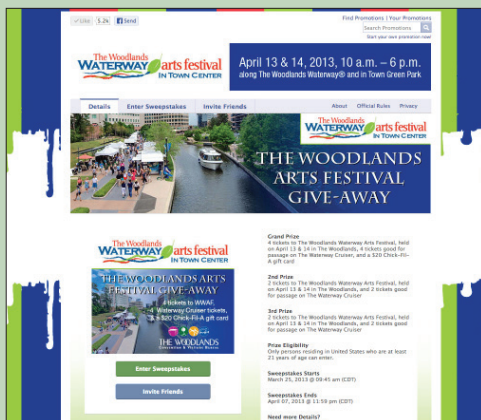 Like 5.2k Send
Find Promotions | Your Promotions
Search Promotions
Start your own promotion now!
The Woodlands
WATERWAY arts festival
IN TOWN CENTER
April 13 & 14, 2013, 10 a.m. – 6 p.m.
along The Woodlands Waterway® and in Town Green Park
Details Enter Sweepstakes Invite Friends About Official Rules Privacy
The Woodlands
WATERWAY arts festival
IN TOWN CENTER
THE WOODLANDS
ARTS FESTIVAL
GIVE-AWAY
The Woodlands
WATERWAY arts festival
IN TOWN CENTER
THE WOODLANDS ARTS
FESTIVAL GIVE-AWAY
4 tickets to WWAF,
4 Waterway Cruiser tickets,
& $20 Chick-Fil-A gift card
THE WOODLANDS
Enter Sweepstakes
Invite Friends
Grand Prize
4 tickets to The Woodlands Waterway Arts Festival, held
on April 13 & 14 in The Woodlands, 4 tickets good for
passage on The Waterway Cruiser, and a $20 Chick-Fil-
A gift card
2nd Prize
2 tickets to The Woodlands Waterway Arts Festival, held
on April 13 & 14 in The Woodlands, and 2 tickets good
for passage on The Waterway Cruiser
3rd Prize
2 tickets to The Woodlands Waterway Arts Festival, held
on April 13 & 14 in The Woodlands, and 2 tickets good
for passage on The Waterway Cruiser
Prize Eligibility
Only persons residing in United States who are at least
21 years of age can enter.
Sweepstakes Starts
March 25, 2013 @ 09:45 am (CDT)
Sweepstakes Ends
April 07, 2013 @ 11:50 pm (CDT)
Need more Details?